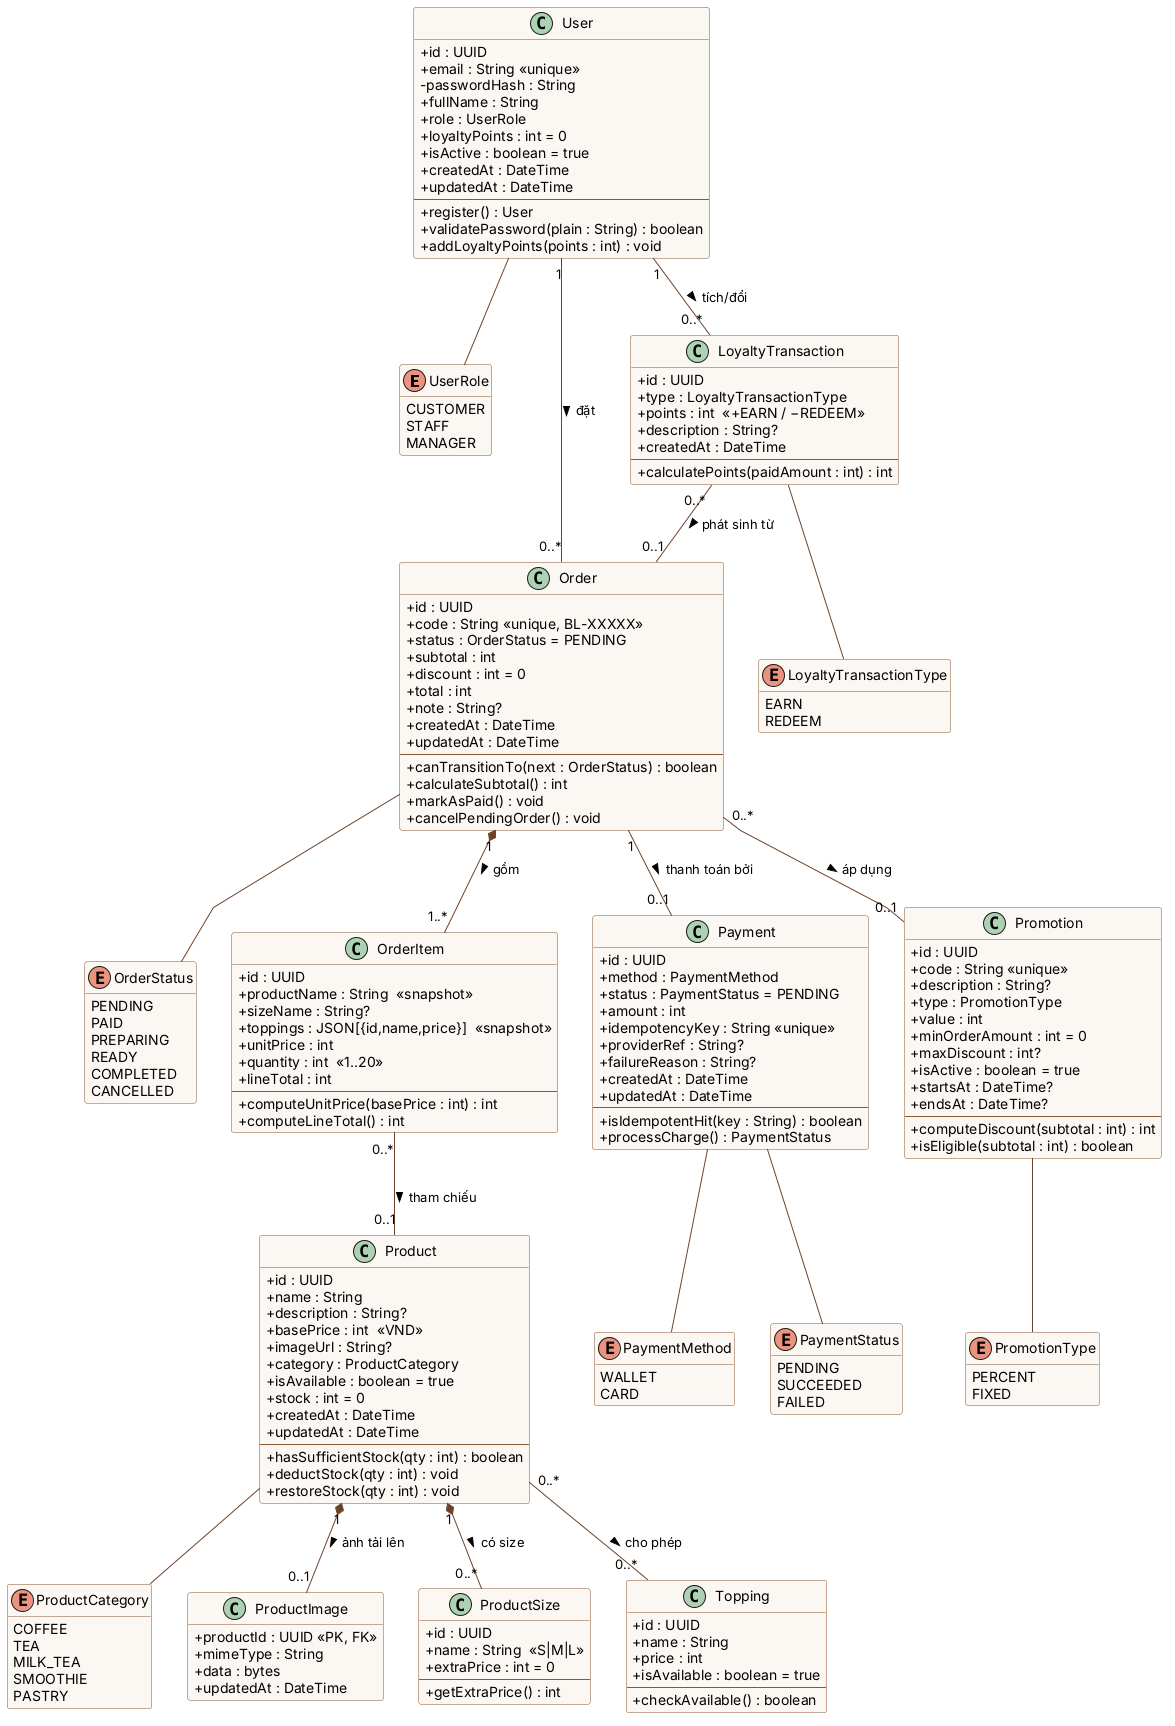 C User
+id : UUID
+email : String «unique»
-passwordHash : String
+fullName : String
+role : UserRole
+loyaltyPoints : int = 0
+isActive : boolean = true
+createdAt : DateTime
+updatedAt : DateTime
+register() : User
+validatePassword(plain : String) : boolean
+addLoyaltyPoints(points : int) : void
1
1
tích/đổi
0..*
E UserRole
CUSTOMER
STAFF
MANAGER
đặt
C LoyaltyTransaction
+id : UUID
+type : LoyaltyTransactionType
+points : int «+EARN / −REDEEM»
+description : String?
+createdAt : DateTime
+calculatePoints(paidAmount : int) : int
0..*
phát sinh từ
0..*
0..1
C Order
+id : UUID
+code : String «unique, BL-XXXXX»
+status : OrderStatus = PENDING
+subtotal : int
+discount : int = 0
+total : int
+note : String?
+createdAt : DateTime
+updatedAt : DateTime
+canTransitionTo(next : OrderStatus) : boolean
+calculateSubtotal() : int
+markAsPaid() : void
+cancelPendingOrder() : void
E LoyaltyTransactionType
EARN
REDEEM
0..*
1
1
gồm
thanh toán bởi
áp dụng
1..*
0..1
0..1
E OrderStatus
PENDING
PAID
PREPARING
READY
COMPLETED
CANCELLED
C OrderItem
+id : UUID
+productName : String «snapshot»
+sizeName : String?
+toppings : JSON[{id,name,price}] «snapshot»
+unitPrice : int
+quantity : int «1..20»
+lineTotal : int
+computeUnitPrice(basePrice : int) : int
+computeLineTotal() : int
C Payment
+id : UUID
+method : PaymentMethod
+status : PaymentStatus = PENDING
+amount : int
+idempotencyKey : String «unique»
+providerRef : String?
+failureReason : String?
+createdAt : DateTime
+updatedAt : DateTime
+isIdempotentHit(key : String) : boolean
+processCharge() : PaymentStatus
C Promotion
+id : UUID
+code : String «unique»
+description : String?
+type : PromotionType
+value : int
+minOrderAmount : int = 0
+maxDiscount : int?
+isActive : boolean = true
+startsAt : DateTime?
+endsAt : DateTime?
+computeDiscount(subtotal : int) : int
+isEligible(subtotal : int) : boolean
0..*
tham chiếu
0..1
C Product
+id : UUID
+name : String
+description : String?
+basePrice : int «VND»
+imageUrl : String?
+category : ProductCategory
+isAvailable : boolean = true
+stock : int = 0
+createdAt : DateTime
+updatedAt : DateTime
+hasSufficientStock(qty : int) : boolean
+deductStock(qty : int) : void
+restoreStock(qty : int) : void
E PaymentMethod
WALLET
CARD
E PaymentStatus
PENDING
SUCCEEDED
FAILED
E PromotionType
PERCENT
FIXED
0..*
1
1
ảnh tải lên
có size
cho phép
0..1
0..*
0..*
E ProductCategory
COFFEE
TEA
MILK_TEA
SMOOTHIE
PASTRY
C ProductImage
+productId : UUID «PK, FK»
+mimeType : String
+data : bytes
+updatedAt : DateTime
C ProductSize
+id : UUID
+name : String «S|M|L»
+extraPrice : int = 0
+getExtraPrice() : int
C Topping
+id : UUID
+name : String
+price : int
+isAvailable : boolean = true
+checkAvailable() : boolean